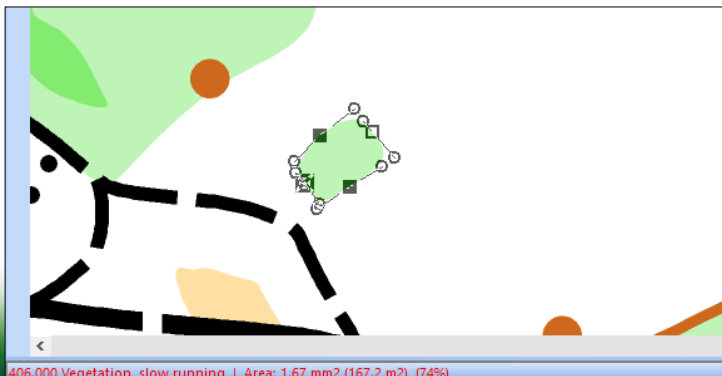 406.000 Vegetation, slow running | Area: 1.67 mm2 (167.2 m2) (74%)